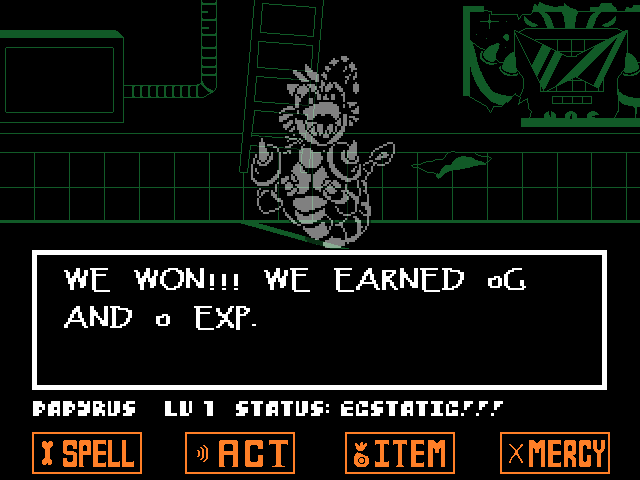 WE WON!!! WE EARNED 0G
AND 0 EXP.
PAPYRUS LV 1 STATUS: ECSTATIC!!!
SPELL ACT ITEM MERCY